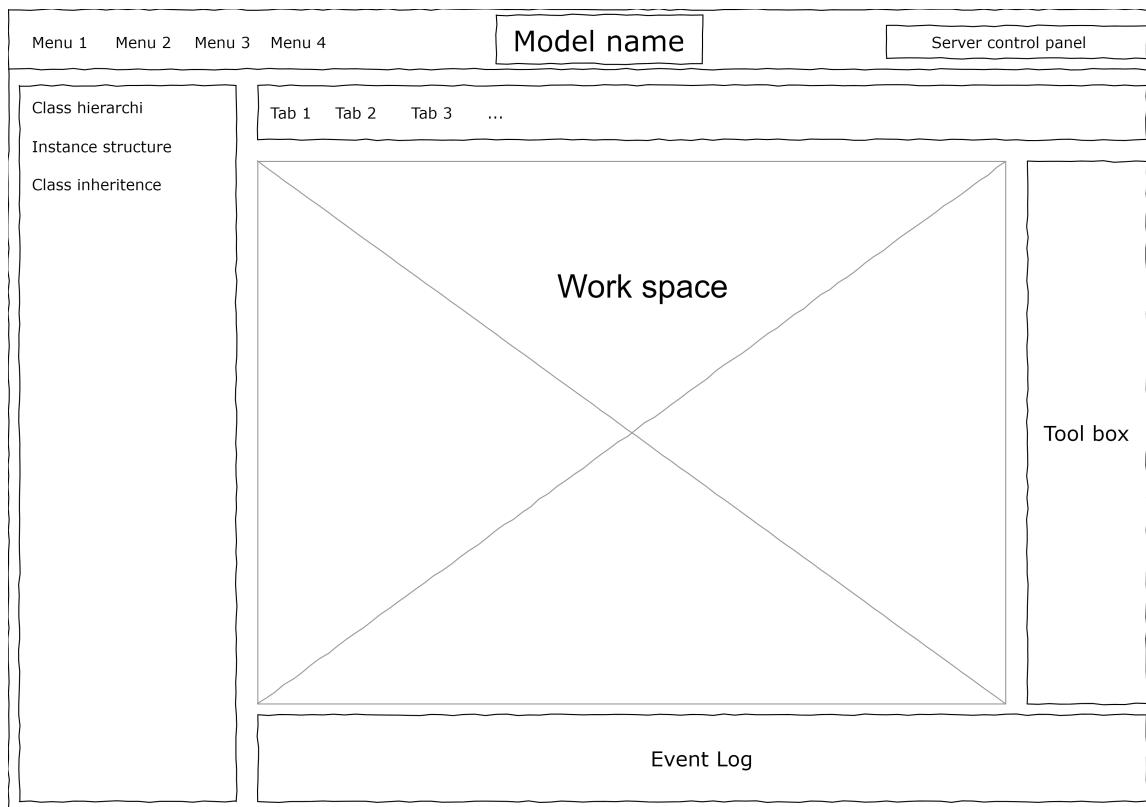 Menu 1 Menu 2 Menu 3 Menu 4 Model name Server control panel
Class hierarchi
Instance structure
Class inheritence
Tab 1 Tab 2 Tab 3 ...
Work space
Tool box
Event Log